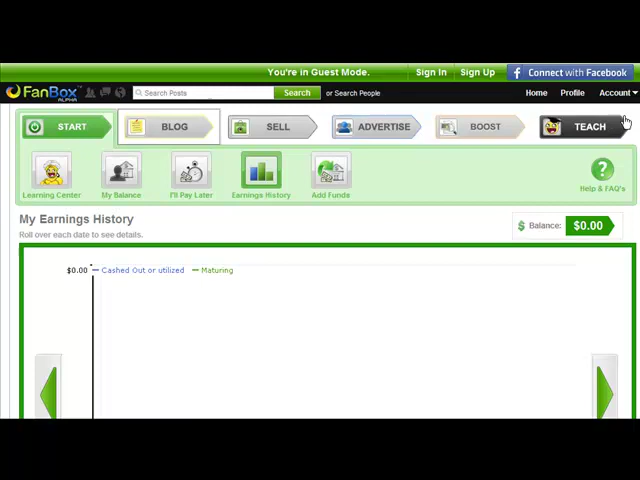 You're in Guest Mode. Sign In Sign Up f Connect with Facebook
FanBox ALPHA Search Posts Search or Search People Home Profile Account
START BLOG SELL ADVERTISE BOOST TEACH
Learning Center My Balance I'll Pay Later Earnings History Add Funds Help & FAQ's
My Earnings History
Roll over each date to see details.
$ Balance: $0.00
$0.00 Cashed Out or utilized Maturing